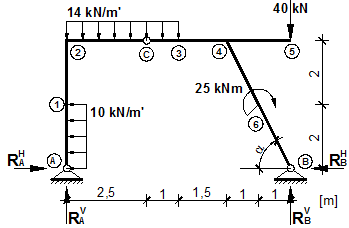 14 kN/m'
40 kN
2
C
3
4
5
1
10 kN/m'
25 kNm
6
2
2
α
A
B
R_A^H
R_B^H
2,5
1
1,5
1
1
[m]
R_A^V
R_B^V